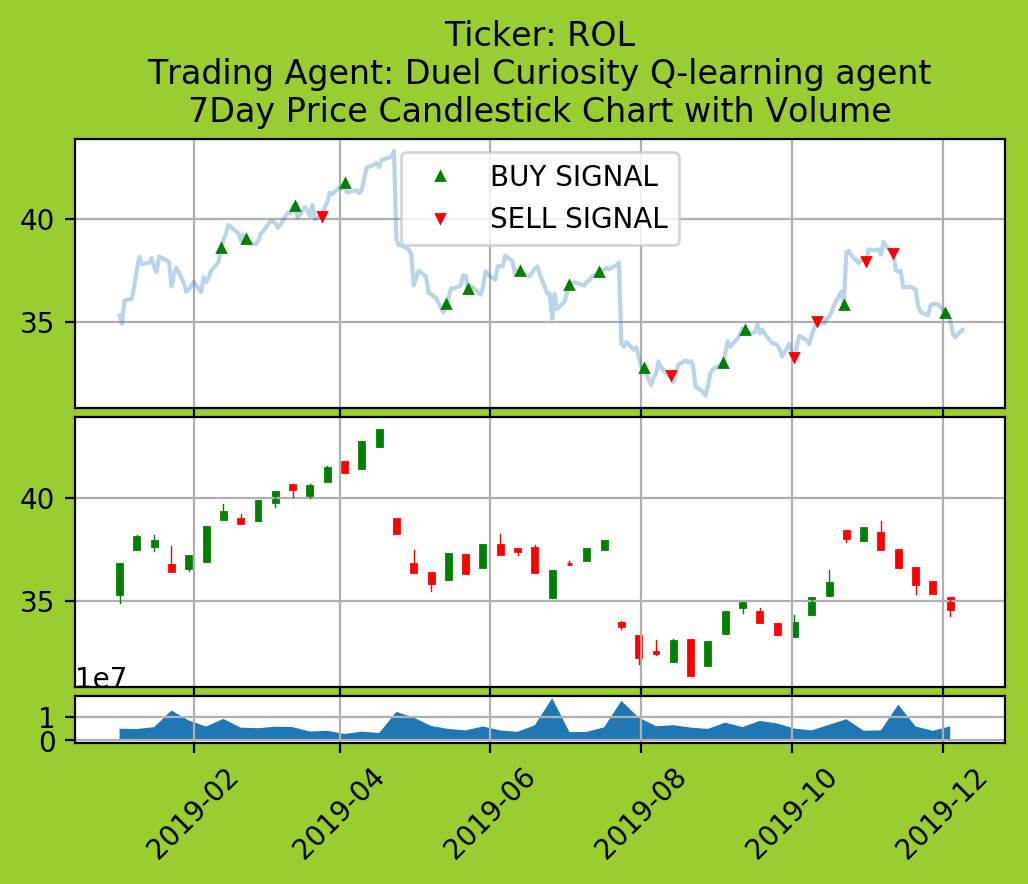 Ticker: ROL
Trading Agent: Duel Curiosity Q-learning agent
7Day Price Candlestick Chart with Volume
BUY SIGNAL
SELL SIGNAL
40
35
40
35
1e7
1
0
2019-02
2019-04
2019-06
2019-08
2019-10
2019-12